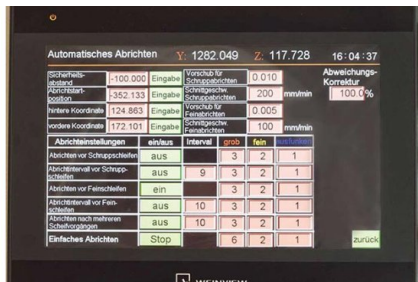 Automatisches Abrichten Y: 1282.049 Z: 117.728 16:04:37
Sicherheits-abstand -100.000 Eingabe Vorschub für Schruppabrichten 0.010 Abweichungs-Korrektur
Abrichtstart-position -352.133 Eingabe Schnittgeschw. Schruppabrichten 200 mm/min 100.0%
hintere Koordinate 124.863 Eingabe Vorschub für Feinabrichten 0.005
vordere Koordinate 172.101 Eingabe Schnittgeschw. Feinabrichten 100 mm/min
Abrichteinstellungen ein/aus Interval grob fein ausfunken
Abrichten vor Schruppschleifen aus 3 2 1
Abrichtintervall vor Schrupp-schleifen aus 9 3 2 1
Abrichten vor Feinschleifen ein 3 2 1
Abrichtintervall vor Fein-schleifen aus 10 3 2 1
Abrichten nach mehreren Scheifvorgängen aus 10 3 2 1
Einfaches Abrichten Stop 6 2 1 zurück
WEINVIEW